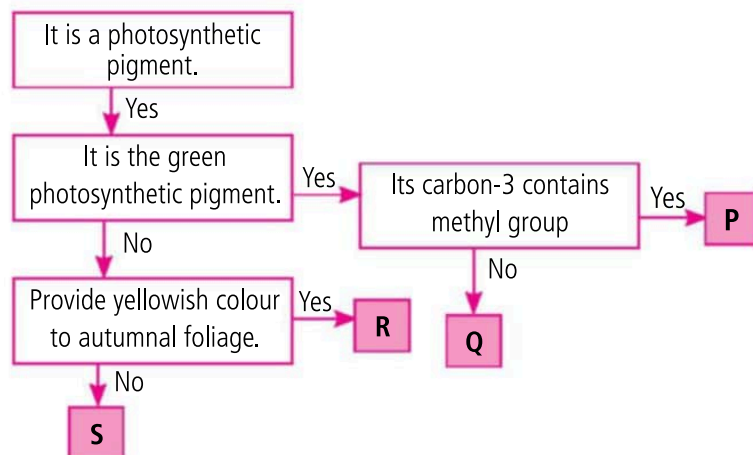 It is a photosynthetic
pigment.
Yes
It is the green
photosynthetic pigment.
Yes
Its carbon-3 contains
methyl group
Yes
P
No
Q
No
Provide yellowish colour
to autumnal foliage.
Yes
R
No
S